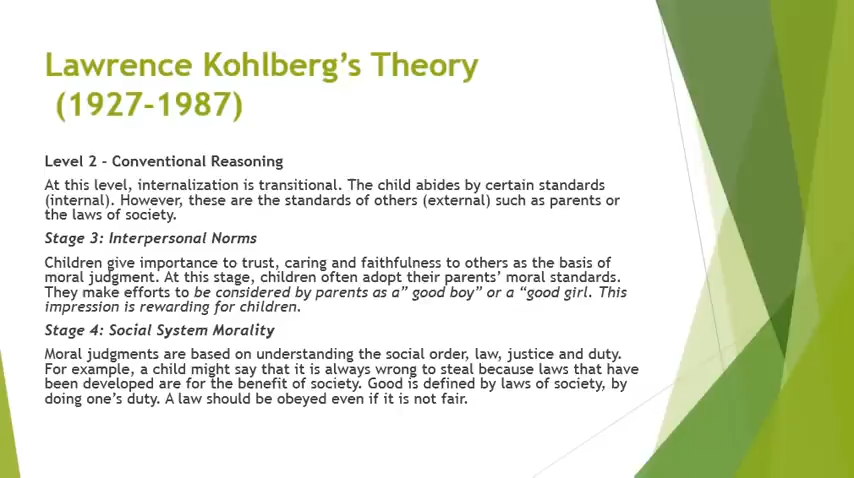 Lawrence Kohlberg’s Theory
(1927-1987)
Level 2 - Conventional Reasoning
At this level, internalization is transitional. The child abides by certain standards
(internal). However, these are the standards of others (external) such as parents or
the laws of society.
Stage 3: Interpersonal Norms
Children give importance to trust, caring and faithfulness to others as the basis of
moral judgment. At this stage, children often adopt their parents’ moral standards.
They make efforts to be considered by parents as a” good boy” or a “good girl. This
impression is rewarding for children.
Stage 4: Social System Morality
Moral judgments are based on understanding the social order, law, justice and duty.
For example, a child might say that it is always wrong to steal because laws that have
been developed are for the benefit of society. Good is defined by laws of society, by
doing one’s duty. A law should be obeyed even if it is not fair.